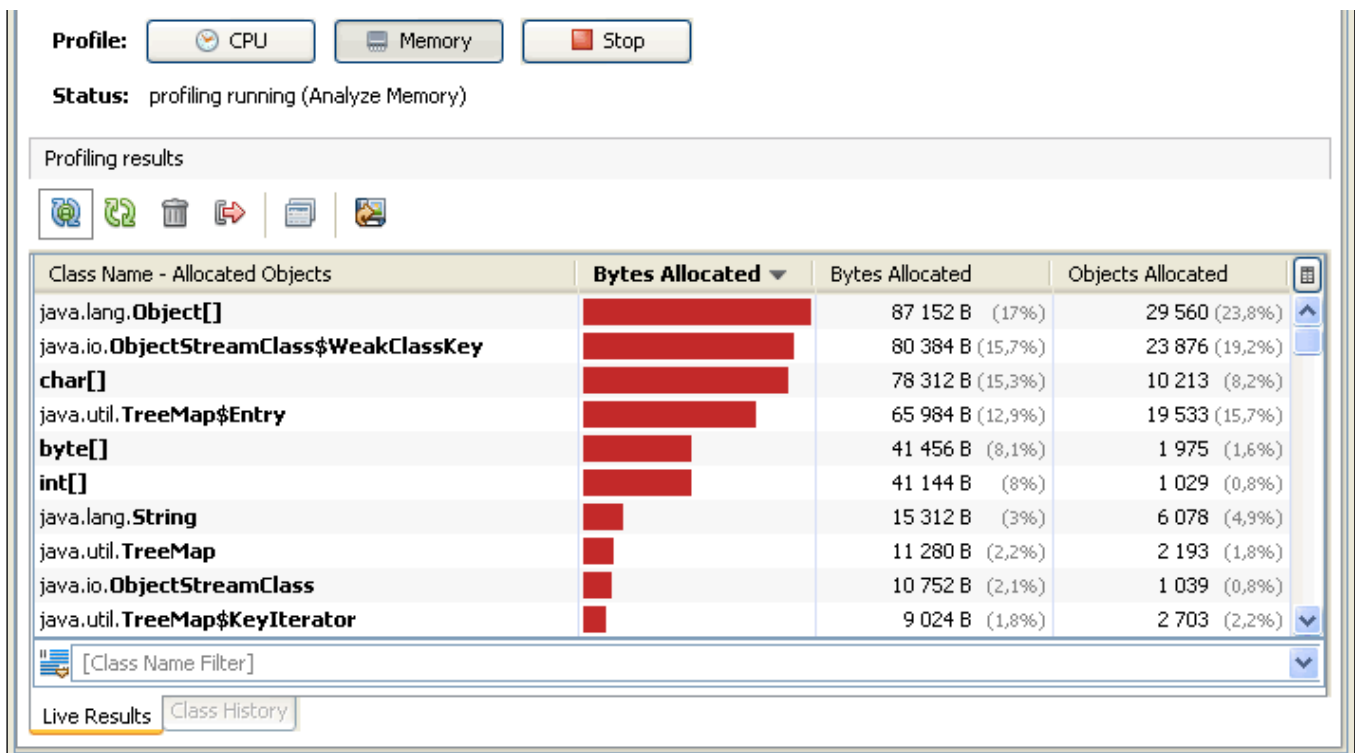 Profile: CPU Memory Stop
Status: profiling running (Analyze Memory)
Profiling results
Class Name - Allocated Objects Bytes Allocated Bytes Allocated Objects Allocated
java.lang.Object[] 87 152 B (17%) 29 560 (23,8%)
java.io.ObjectStreamClass$WeakClassKey 80 384 B (15,7%) 23 876 (19,2%)
char[] 78 312 B (15,3%) 10 213 (8,2%)
java.util.TreeMap$Entry 65 984 B (12,9%) 19 533 (15,7%)
byte[] 41 456 B (8,1%) 1 975 (1,6%)
int[] 41 144 B (8%) 1 029 (0,8%)
java.lang.String 15 312 B (3%) 6 078 (4,9%)
java.util.TreeMap 11 280 B (2,2%) 2 193 (1,8%)
java.io.ObjectStreamClass 10 752 B (2,1%) 1 039 (0,8%)
java.util.TreeMap$KeyIterator 9 024 B (1,8%) 2 703 (2,2%)
[Class Name Filter]
Live Results Class History